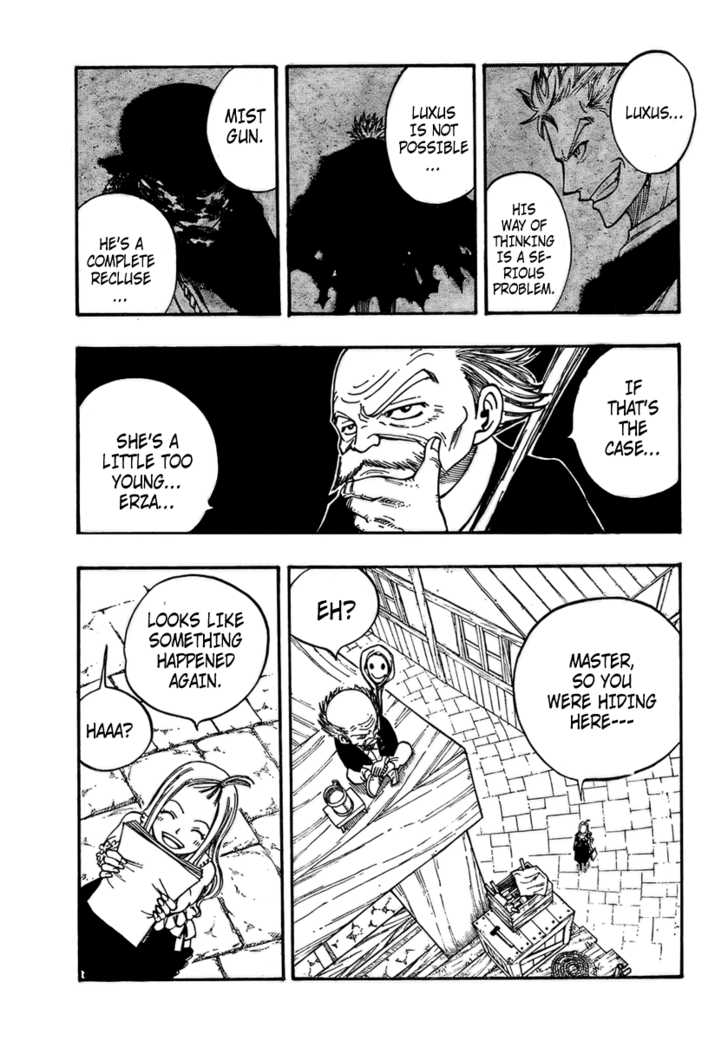 LUXUS...
HIS
WAY OF
THINKING
IS A SE-
RIOUS
PROBLEM.
LUXUS
IS NOT
POSSIBLE
...
MIST
GUN.
HE'S A
COMPLETE
RECLUSE
...
IF
THAT'S
THE
CASE...
SHE'S A
LITTLE TOO
YOUNG...
ERZA...
MASTER,
SO YOU
WERE HIDING
HERE---
EH?
LOOKS LIKE
SOMETHING
HAPPENED
AGAIN.
HAAA?